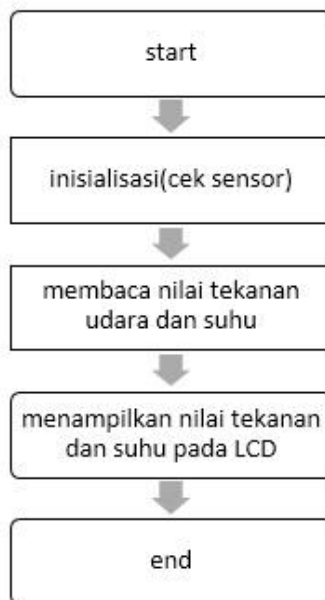 start
inisialisasi(cek sensor)
membaca nilai tekanan
udara dan suhu
menampilkan nilai tekanan
dan suhu pada LCD
end